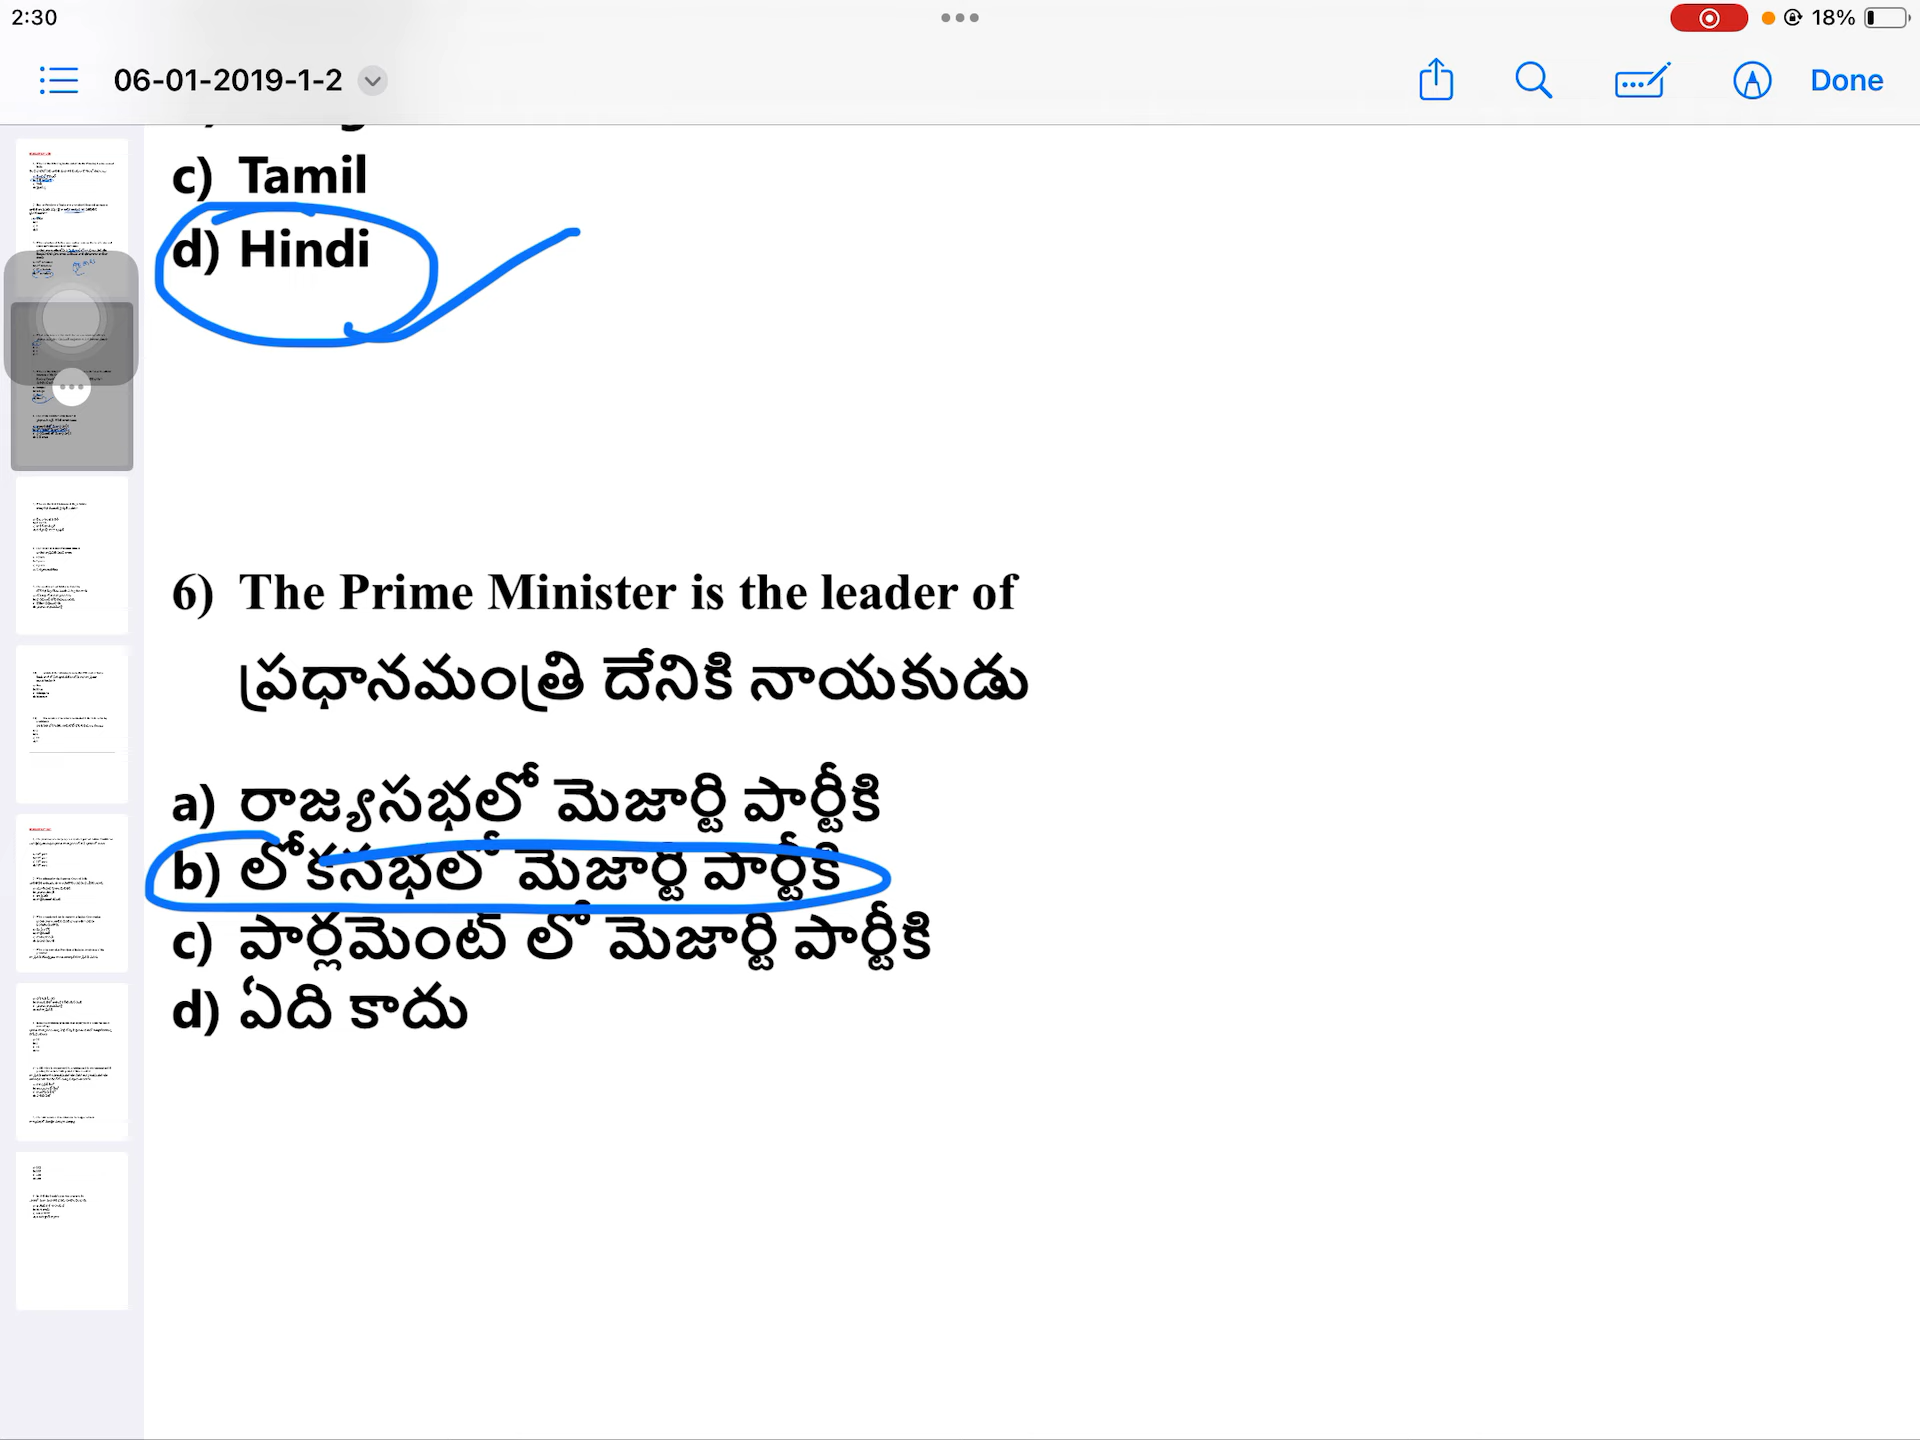 2:30
18%
06-01-2019-1-2
Done
c) Tamil
d) Hindi
6) The Prime Minister is the leader of
ప్రధానమంత్రి దేనికి నాయకుడు
a) రాజ్యసభలో మెజార్టి పార్టీకి
b) లోకసభలో మెజార్టి పార్టీకి
c) పార్లమెంట్ లో మెజార్టి పార్టీకి
d) ఏది కాదు